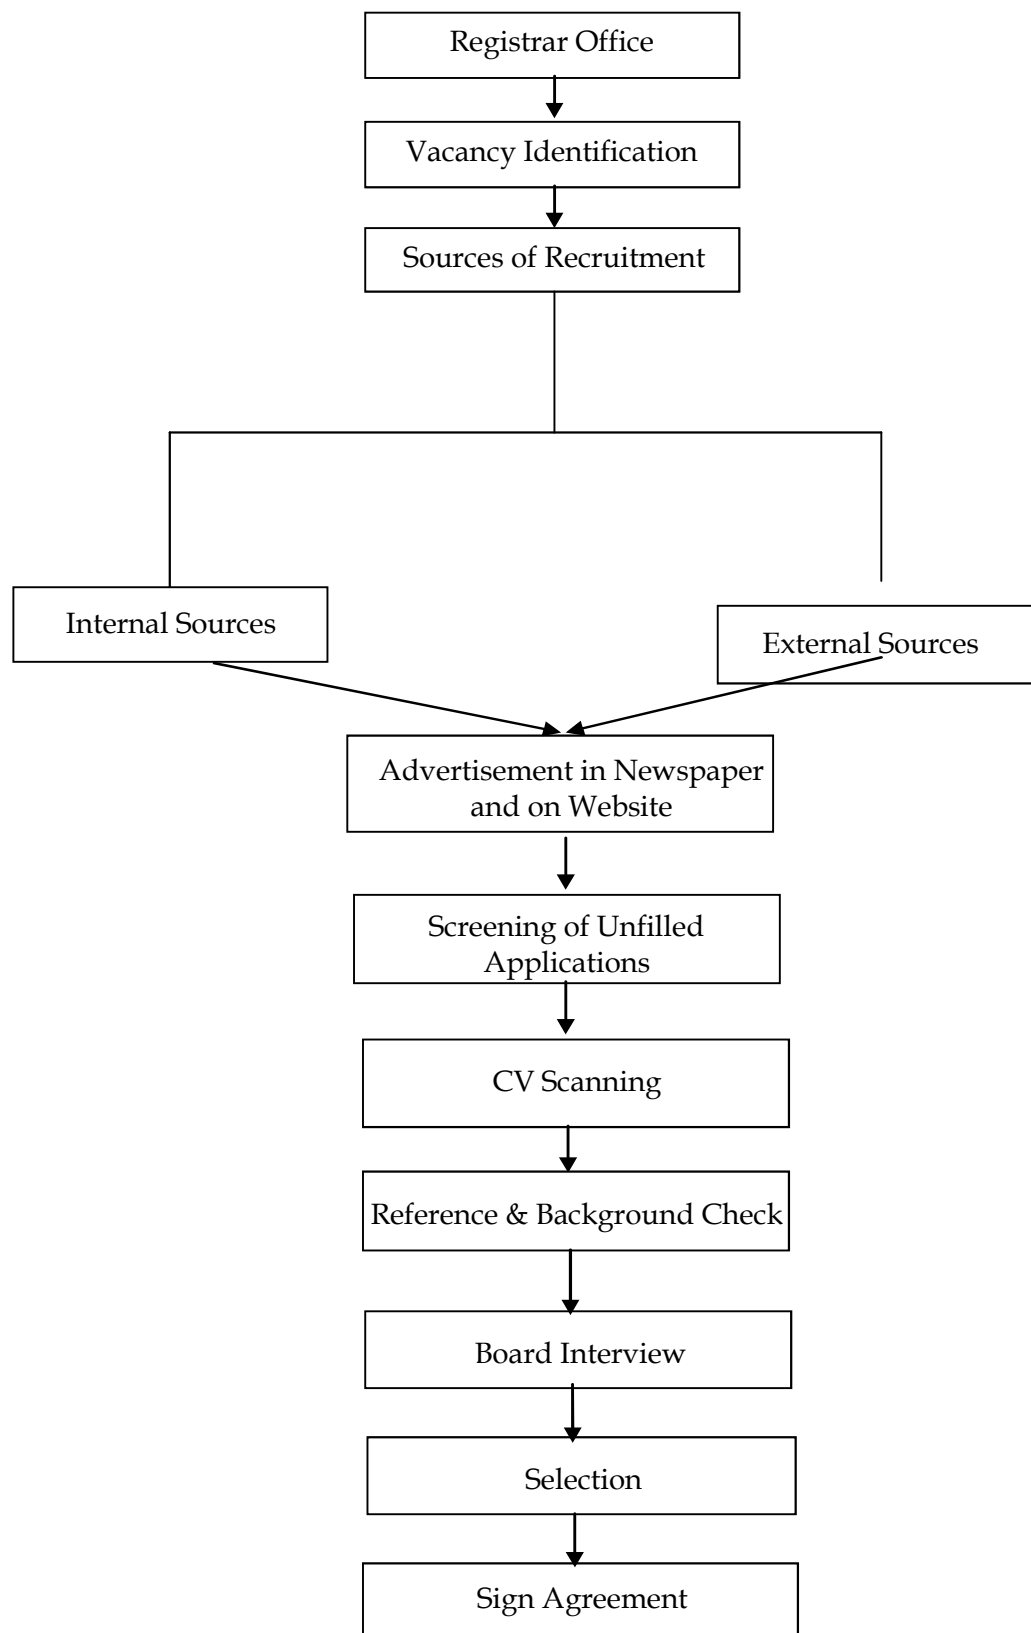 Registrar Office
Vacancy Identification
Sources of Recruitment
Internal Sources
External Sources
Advertisement in Newspaper
and on Website
Screening of Unfilled
Applications
CV Scanning
Reference & Background Check
Board Interview
Selection
Sign Agreement